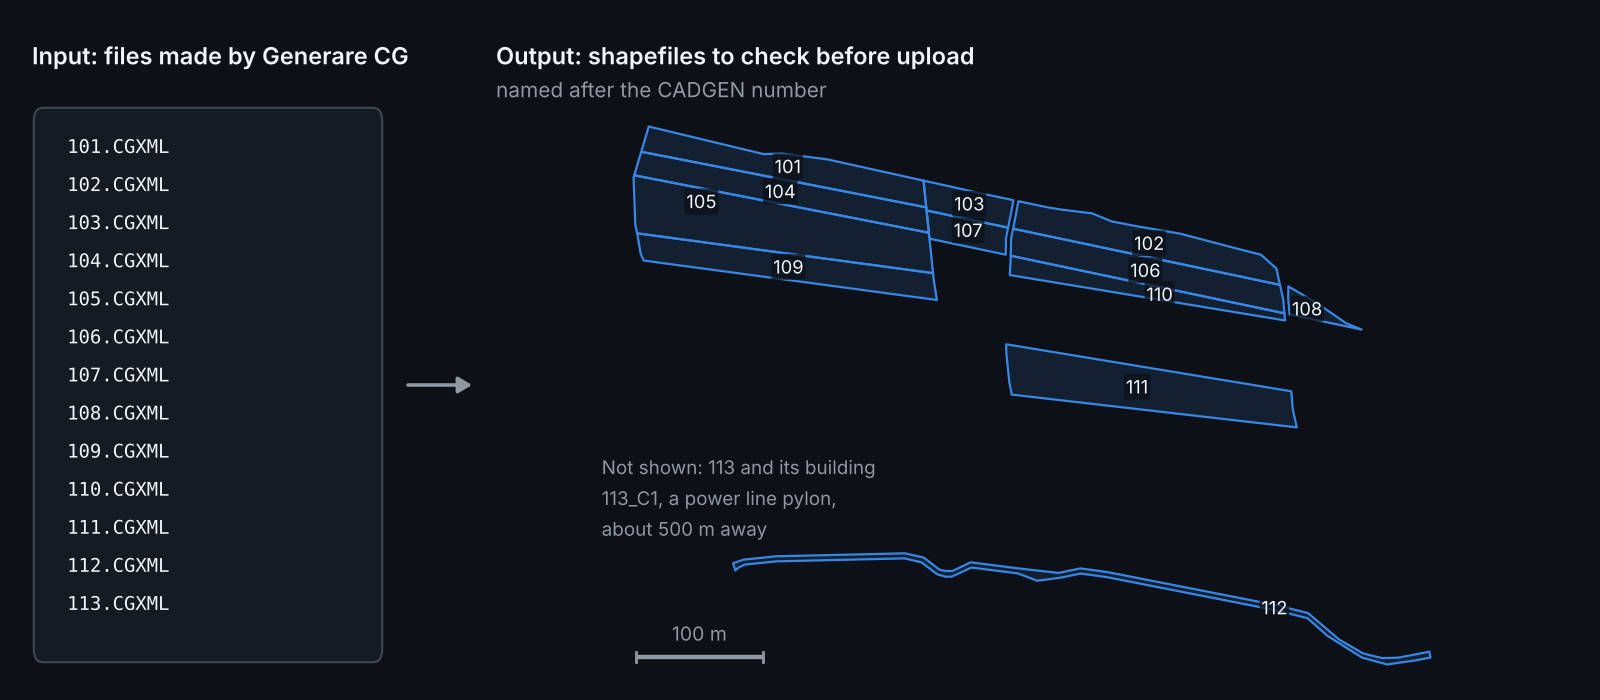 Input: files made by Generare CG
101.CGXML
102.CGXML
103.CGXML
104.CGXML
105.CGXML
106.CGXML
107.CGXML
108.CGXML
109.CGXML
110.CGXML
111.CGXML
112.CGXML
113.CGXML
Output: shapefiles to check before upload
named after the CADGEN number
101
104
105
103
107
109
102
106
110
108
111
Not shown: 113 and its building
113_C1, a power line pylon,
about 500 m away
112
100 m